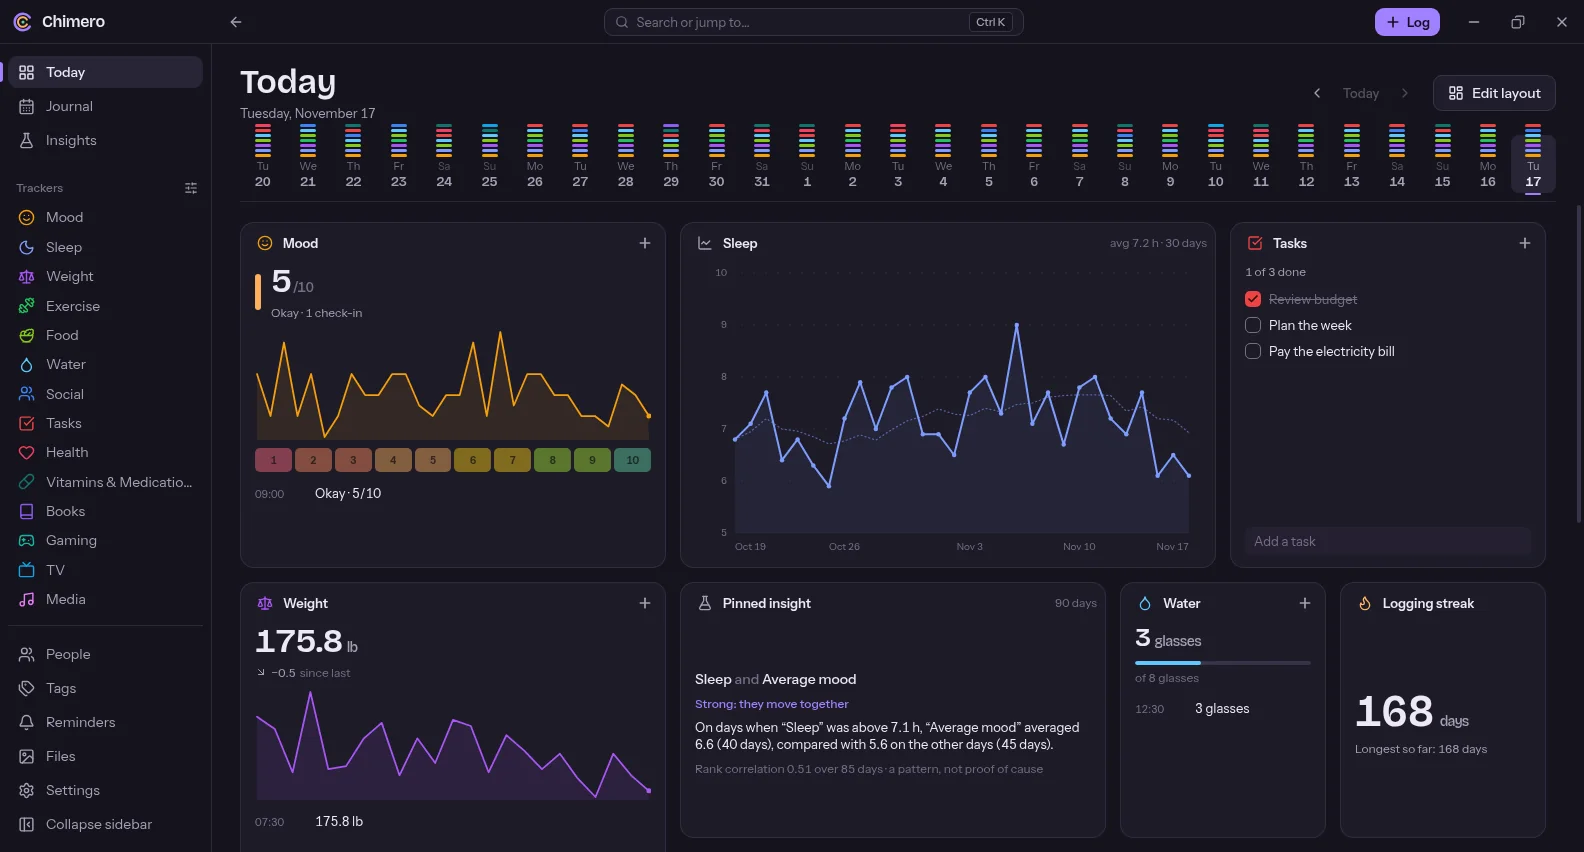 Chimero
Search or jump to...
Ctrl K
Log
Today
Journal
Insights
Trackers
Mood
Sleep
Weight
Exercise
Food
Water
Social
Tasks
Health
Vitamins & Medicatio...
Books
Gaming
TV
Media
People
Tags
Reminders
Files
Settings
Collapse sidebar
Today
Tuesday, November 17
Today
Edit layout
Tu We Th Fr Sa Su Mo Tu We Th Fr Sa Su Mo Tu We Th Fr Sa Su Mo Tu We Th Fr Sa Su Mo Tu
20 21 22 23 24 25 26 27 28 29 30 31 1 2 3 4 5 6 7 8 9 10 11 12 13 14 15 16 17
Mood
5 /10
Okay · 1 check-in
1 2 3 4 5 6 7 8 9 10
09:00 Okay · 5/10
Sleep
avg 7.2 h · 30 days
10
9
8
7
6
5
Oct 19 Oct 26 Nov 3 Nov 10 Nov 17
Tasks
1 of 3 done
Review budget
Plan the week
Pay the electricity bill
Add a task
Weight
175.8 lb
−0.5 since last
07:30 175.8 lb
Pinned insight
90 days
Sleep and Average mood
Strong: they move together
On days when “Sleep” was above 7.1 h, “Average mood” averaged
6.6 (40 days), compared with 5.6 on the other days (45 days).
Rank correlation 0.51 over 85 days · a pattern, not proof of cause
Water
3 glasses
of 8 glasses
12:30 3 glasses
Logging streak
168 days
Longest so far: 168 days